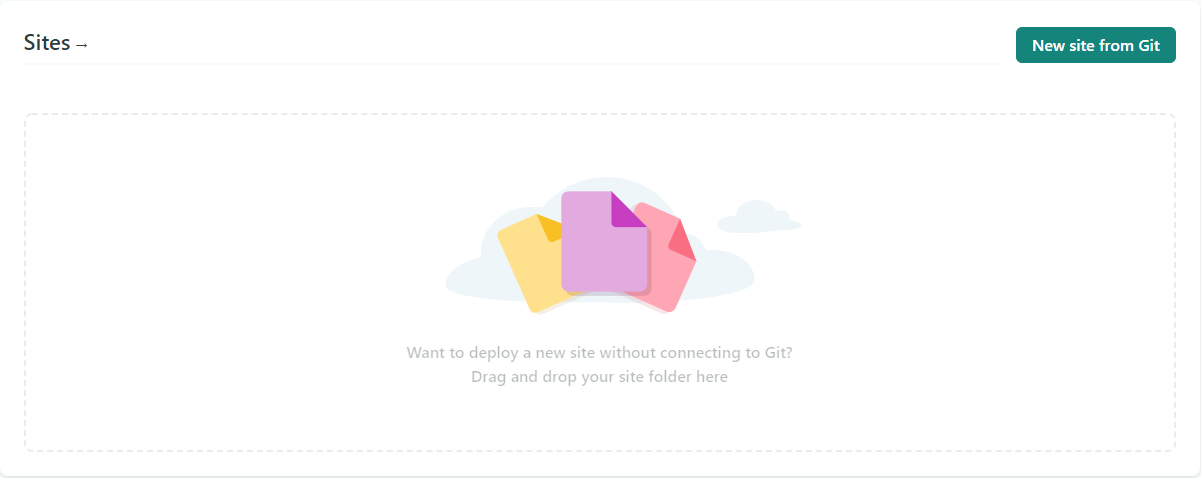 Sites →
New site from Git
Want to deploy a new site without connecting to Git?
Drag and drop your site folder here